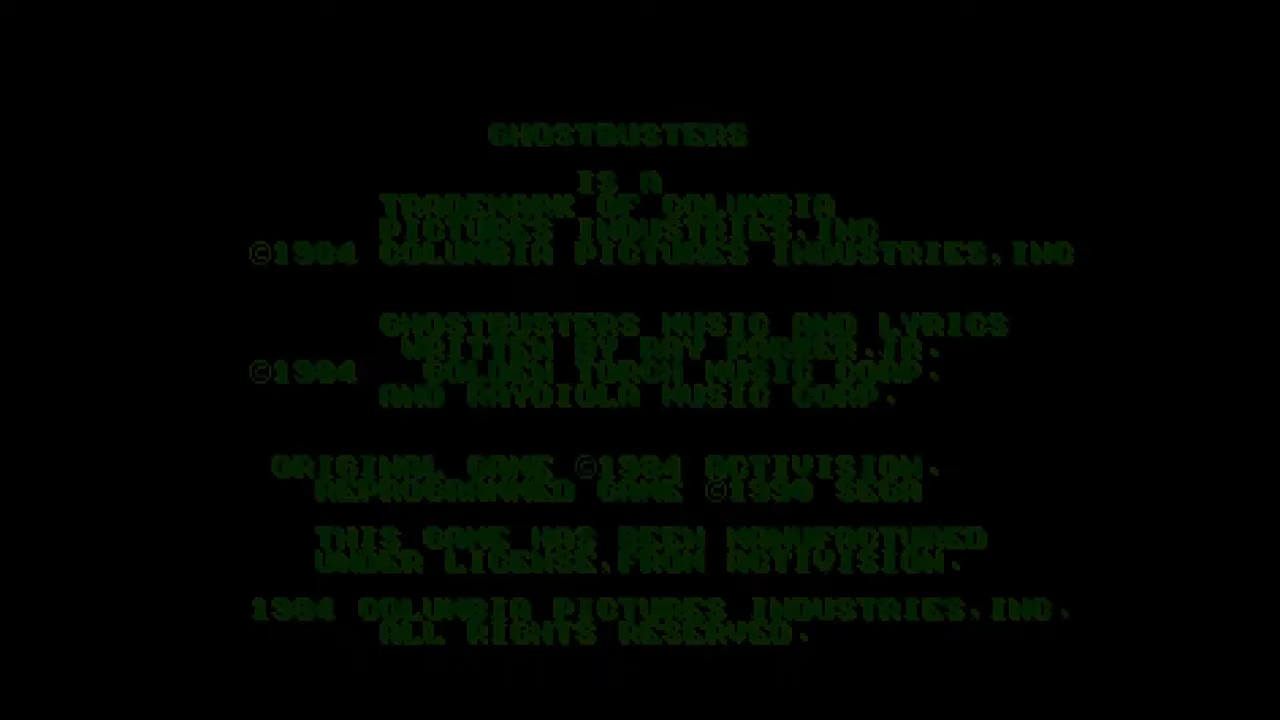 GHOSTBUSTERS
IS A
TRADEMARK OF COLUMBIA
PICTURES INDUSTRIES,INC
©1984 COLUMBIA PICTURES INDUSTRIES,INC
GHOSTBUSTERS MUSIC AND LYRICS
WRITTEN BY RAY PARKER,JR.
©1984 GOLDEN TORCH MUSIC CORP.
AND RAYDIOLA MUSIC CORP.
ORIGINAL GAME ©1984 ACTIVISION.
REPROGRAMMED GAME ©1990 SEGA
THIS GAME HAS BEEN MANUFACTURED
UNDER LICENSE,FROM ACTIVISION.
1984 COLUMBIA PICTURES INDUSTRIES,INC.
ALL RIGHTS RESERVED.